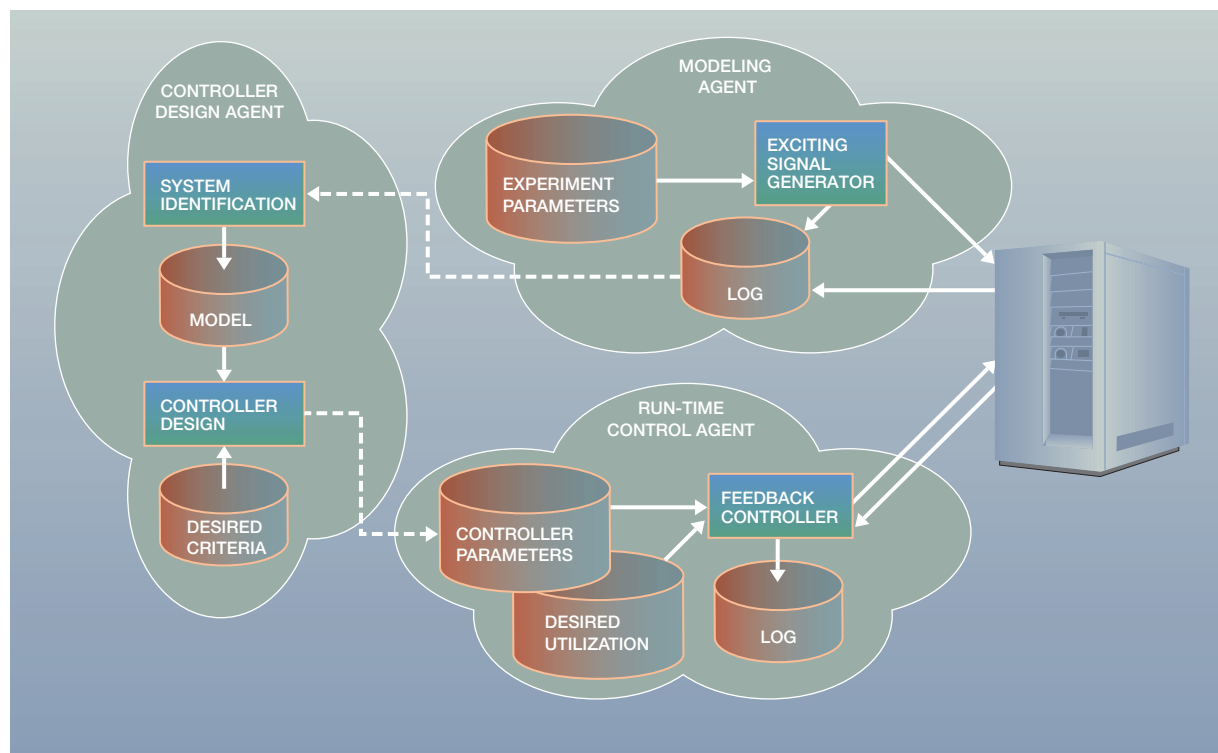 CONTROLLER
DESIGN AGENT
SYSTEM
IDENTIFICATION
MODEL
CONTROLLER
DESIGN
DESIRED
CRITERIA
MODELING
AGENT
EXPERIMENT
PARAMETERS
EXCITING
SIGNAL
GENERATOR
LOG
RUN-TIME
CONTROL AGENT
CONTROLLER
PARAMETERS
FEEDBACK
CONTROLLER
DESIRED
UTILIZATION
LOG